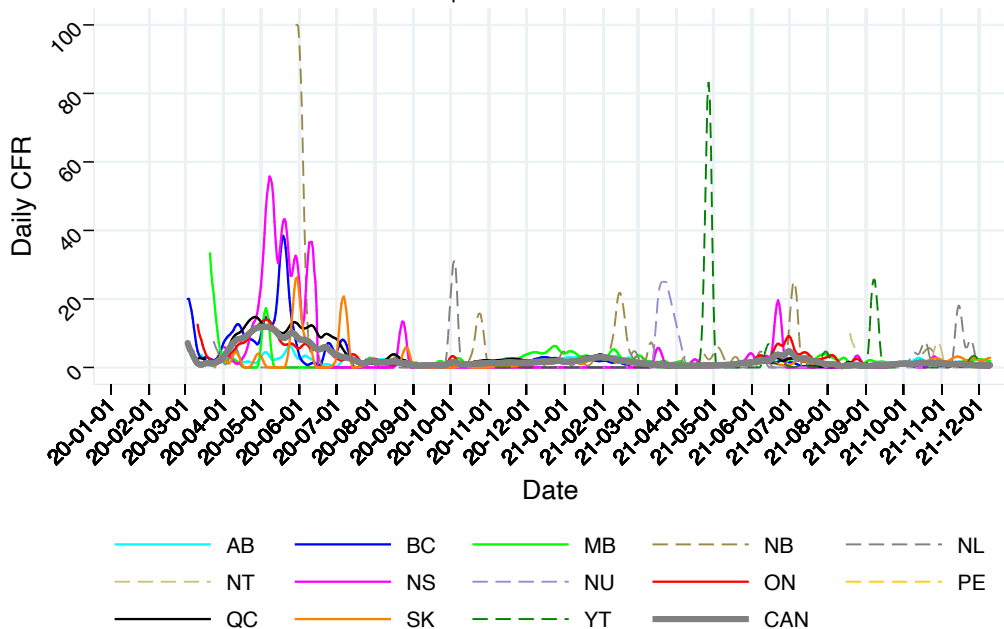 Daily CFR
100
80
60
40
20
0
20-01-01 20-02-01 20-03-01 20-04-01 20-05-01 20-06-01 20-07-01 20-08-01 20-09-01 20-10-01 20-11-01 20-12-01 21-01-01 21-02-01 21-03-01 21-04-01 21-05-01 21-06-01 21-07-01 21-08-01 21-09-01 21-10-01 21-11-01 21-12-01
Date
AB BC MB NB NL
NT NS NU ON PE
QC SK YT CAN